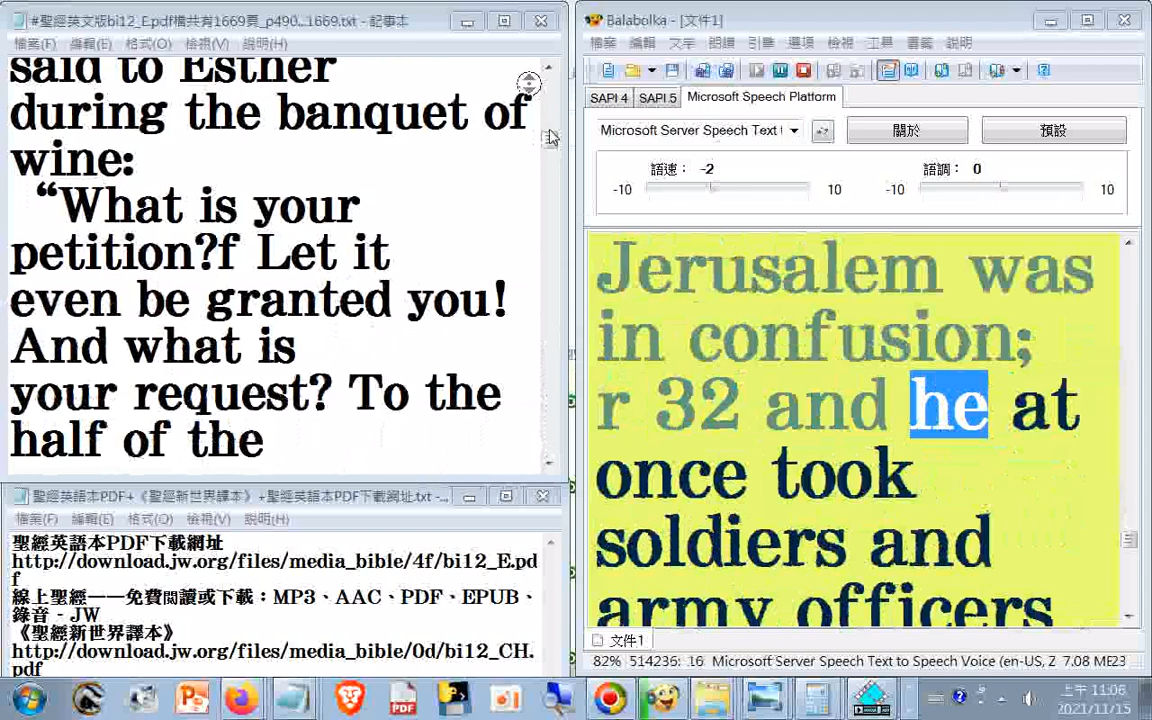 #聖經英文版bi12_E.pdf檔共有1669頁_p490...1669.txt - 記事本
檔案(F) 編輯(E) 格式(O) 檢視(V) 說明(H)
said to Esther
during the banquet of
wine:
“What is your
petition?f Let it
even be granted you!
And what is
your request? To the
half of the
聖經英語本PDF+《聖經新世界譯本》+聖經英語本PDF下載網址.txt - ...
檔案(F) 編輯(E) 格式(O) 檢視(V) 說明(H)
聖經英語本PDF下載網址
http://download.jw.org/files/media_bible/4f/bi12_E.pd
f
線上聖經——免費閱讀或下載：MP3、AAC、PDF、EPUB、
錄音 - JW
《聖經新世界譯本》
http://download.jw.org/files/media_bible/0d/bi12_CH.
pdf
Balabolka - [文件1]
檔案 編輯 文字 朗讀 引擎 選項 檢視 工具 書籤 說明
SAPI 4 SAPI 5 Microsoft Speech Platform
Microsoft Server Speech Text 關於 預設
語速： -2 語調： 0
-10 10 -10 10
Jerusalem was
in confusion;
r 32 and he at
once took
soldiers and
army officers
文件1
82% 514236: 16 Microsoft Server Speech Text to Speech Voice (en-US, Z 7.08 ME23
PDF
上午 11:06
2021/11/15